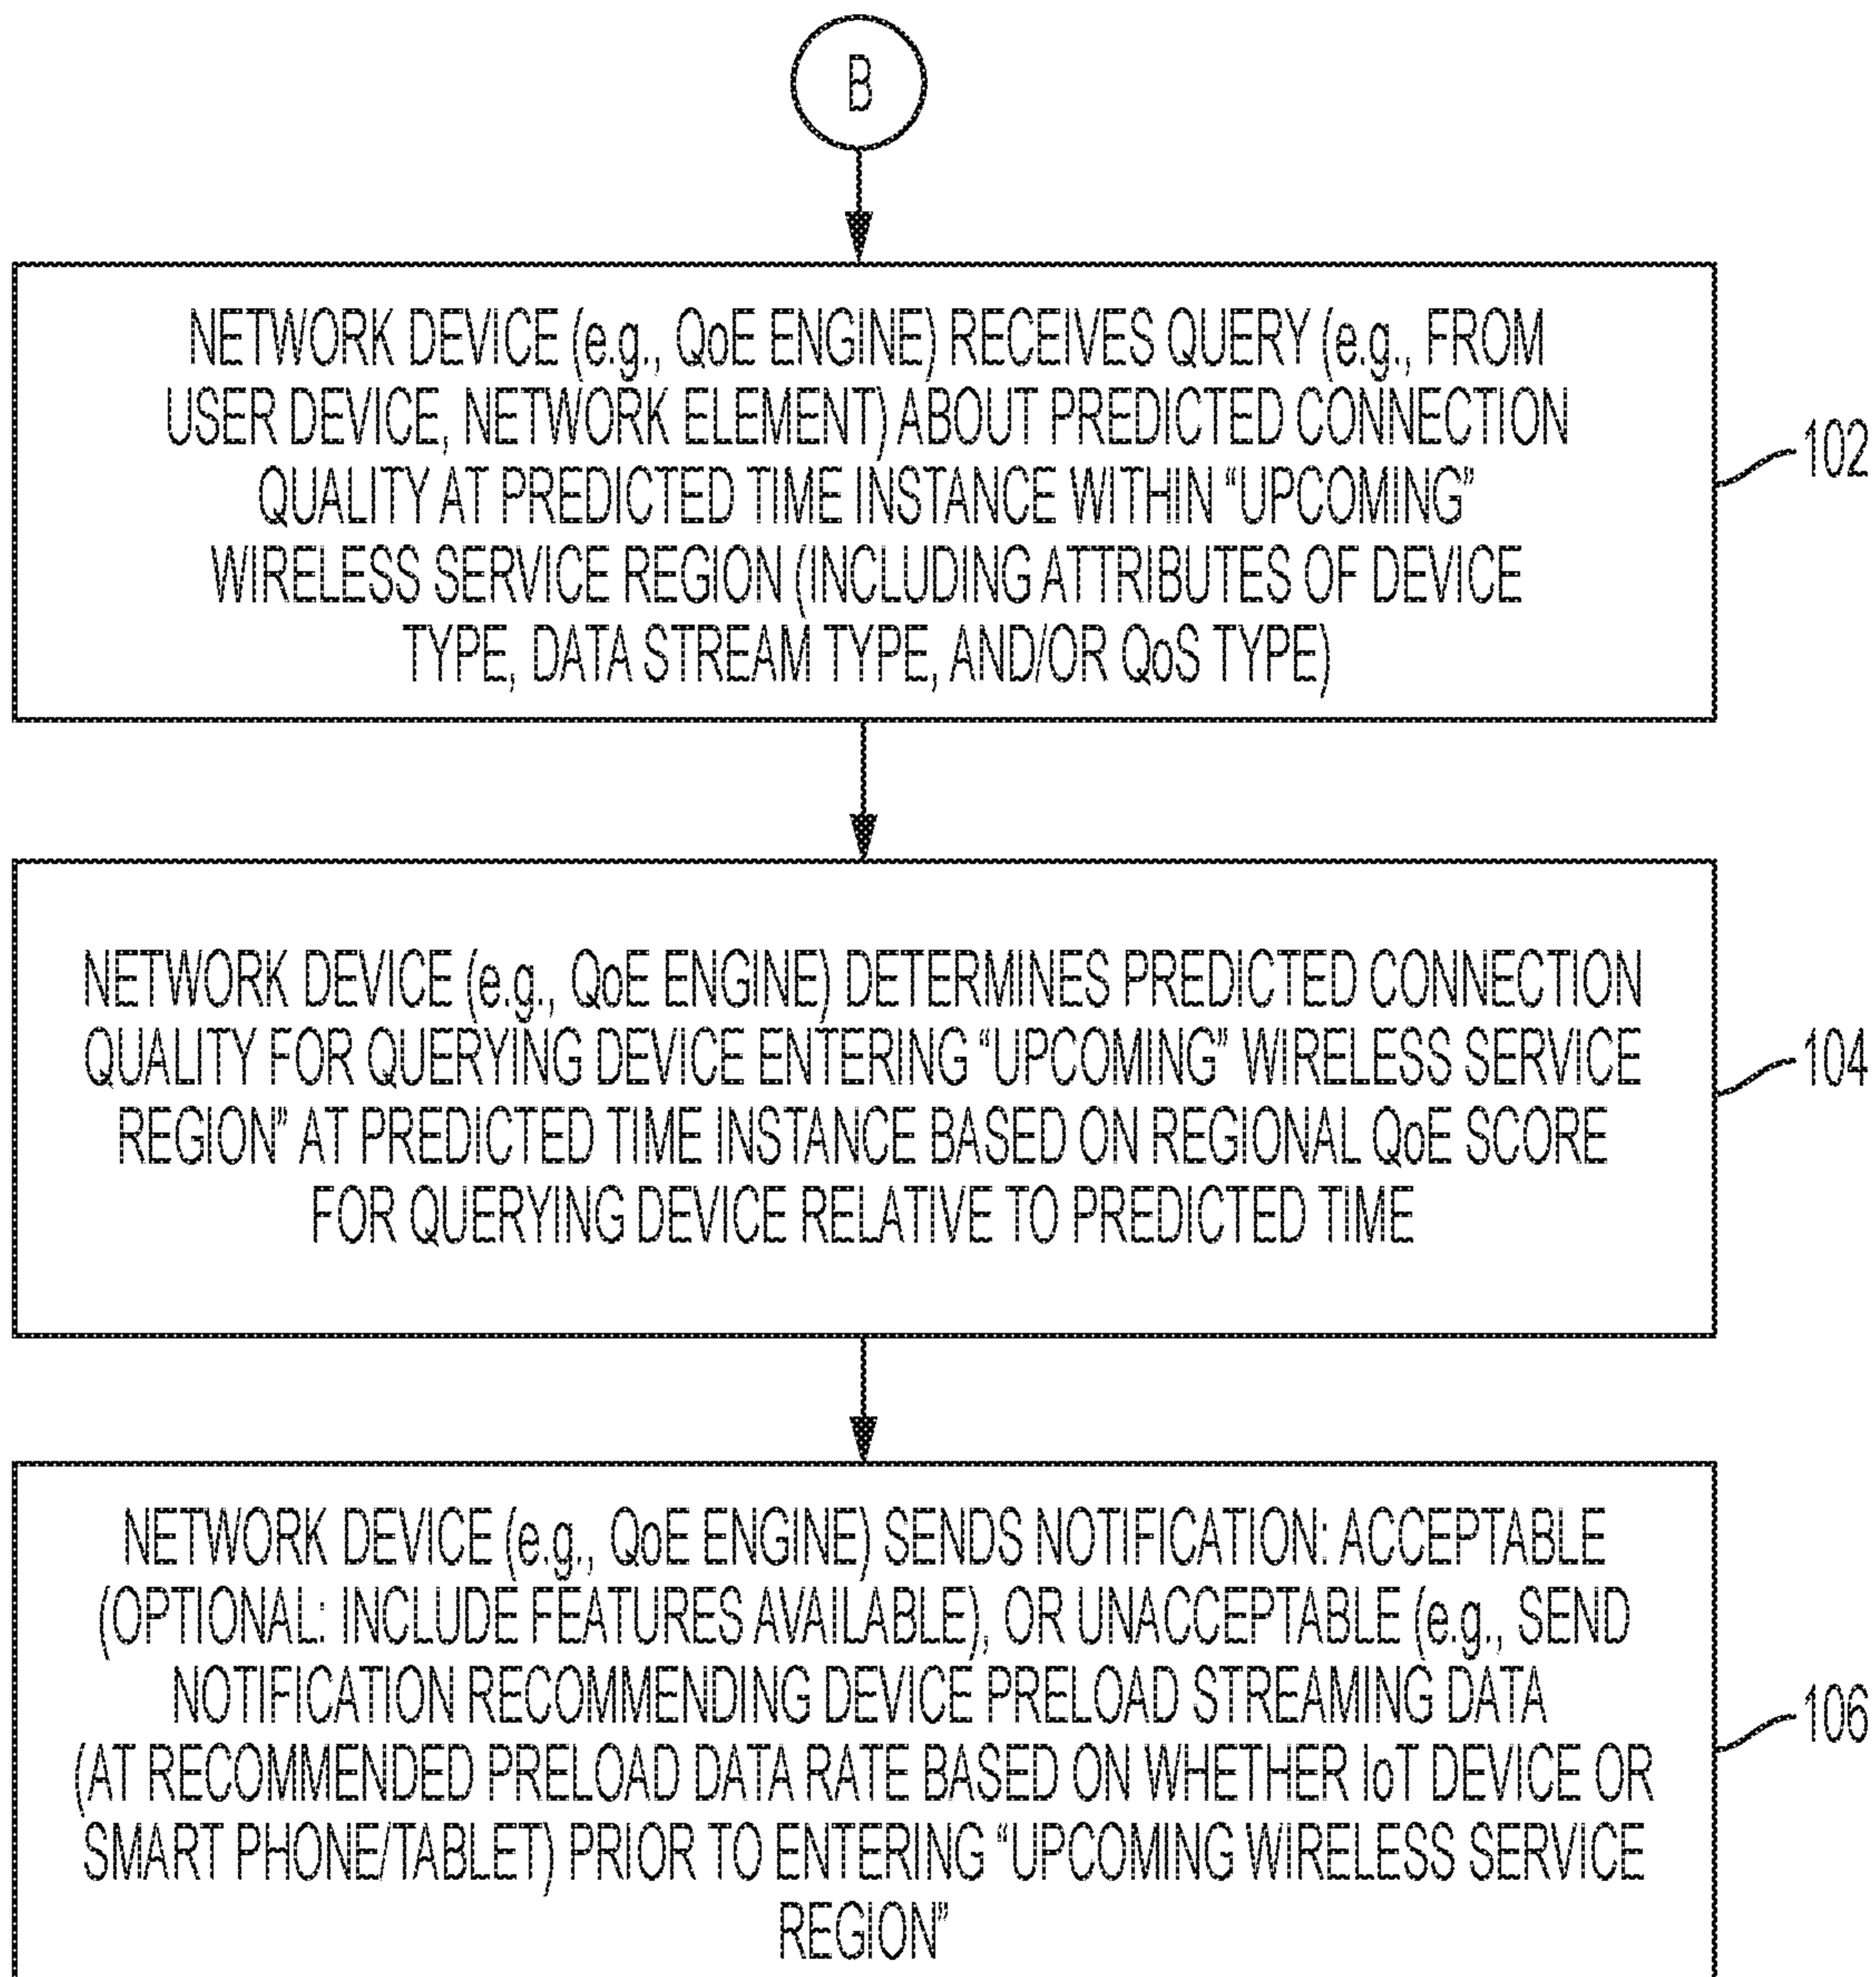 B
NETWORK DEVICE (e.g., QoE ENGINE) RECEIVES QUERY (e.g., FROM
USER DEVICE, NETWORK ELEMENT) ABOUT PREDICTED CONNECTION
QUALITY AT PREDICTED TIME INSTANCE WITHIN “UPCOMING”
WIRELESS SERVICE REGION (INCLUDING ATTRIBUTES OF DEVICE
TYPE, DATA STREAM TYPE, AND/OR QoS TYPE)
102
NETWORK DEVICE (e.g., QoE ENGINE) DETERMINES PREDICTED CONNECTION
QUALITY FOR QUERYING DEVICE ENTERING “UPCOMING” WIRELESS SERVICE
REGION” AT PREDICTED TIME INSTANCE BASED ON REGIONAL QoE SCORE
FOR QUERYING DEVICE RELATIVE TO PREDICTED TIME
104
NETWORK DEVICE (e.g., QoE ENGINE) SENDS NOTIFICATION: ACCEPTABLE
(OPTIONAL: INCLUDE FEATURES AVAILABLE), OR UNACCEPTABLE (e.g., SEND
NOTIFICATION RECOMMENDING DEVICE PRELOAD STREAMING DATA
(AT RECOMMENDED PRELOAD DATA RATE BASED ON WHETHER IoT DEVICE OR
SMART PHONE/TABLET) PRIOR TO ENTERING “UPCOMING WIRELESS SERVICE
REGION”
106